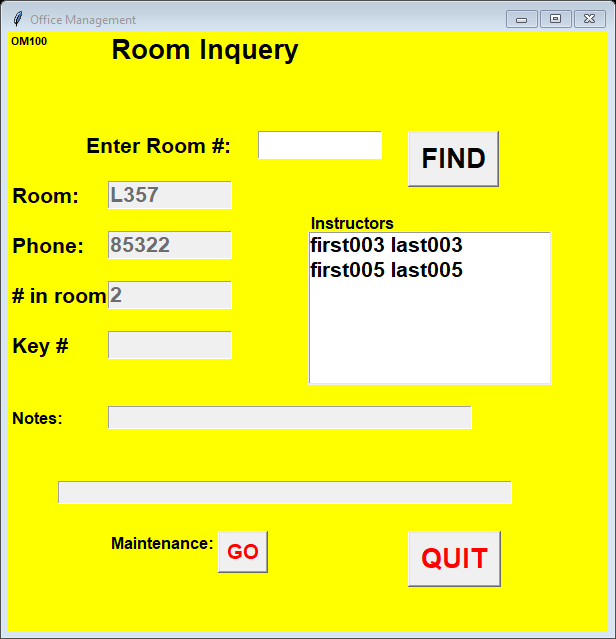 Office Management
OM100
Room Inquery
Enter Room #:
FIND
Room:
L357
Instructors
first003 last003
first005 last005
Phone:
85322
# in room
2
Key #
Notes:
Maintenance:
GO
QUIT